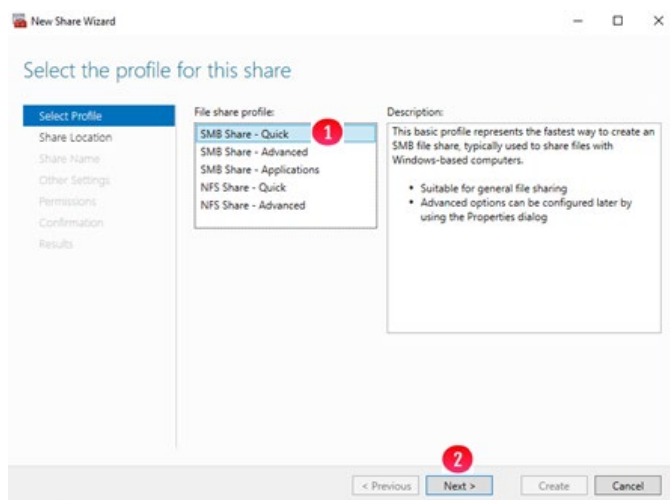 New Share Wizard
Select the profile for this share
Select Profile
Share Location
Share Name
Other Settings
Permissions
Confirmation
Results
File share profile:
SMB Share - Quick
1
SMB Share - Advanced
SMB Share - Applications
NFS Share - Quick
NFS Share - Advanced
Description:
This basic profile represents the fastest way to create an
SMB file share, typically used to share files with
Windows-based computers.
• Suitable for general file sharing
• Advanced options can be configured later by
using the Properties dialog
2
< Previous
Next >
Create
Cancel